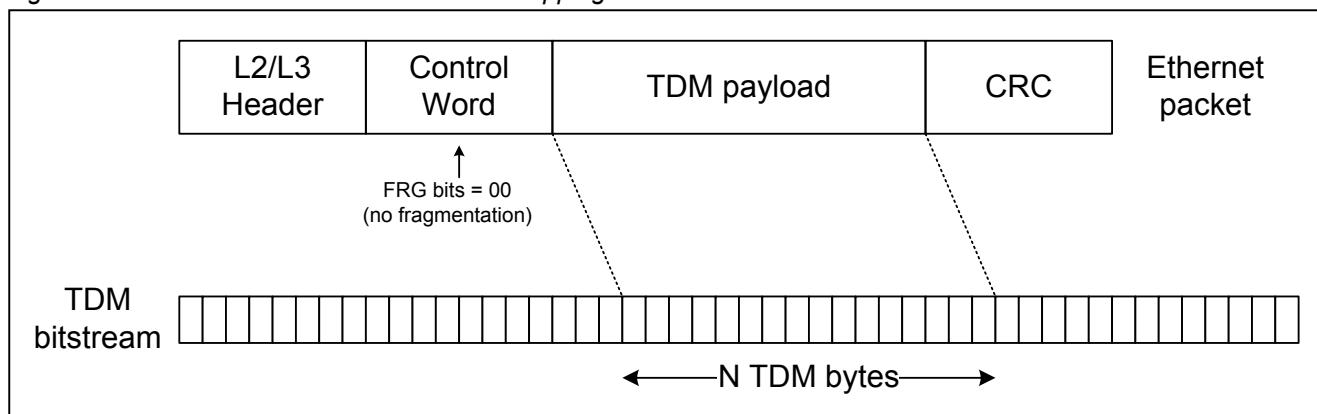 pping
L2/L3
Header
Control
Word
TDM payload
CRC
Ethernet
packet
FRG bits = 00
(no fragmentation)
TDM
bitstream
N TDM bytes